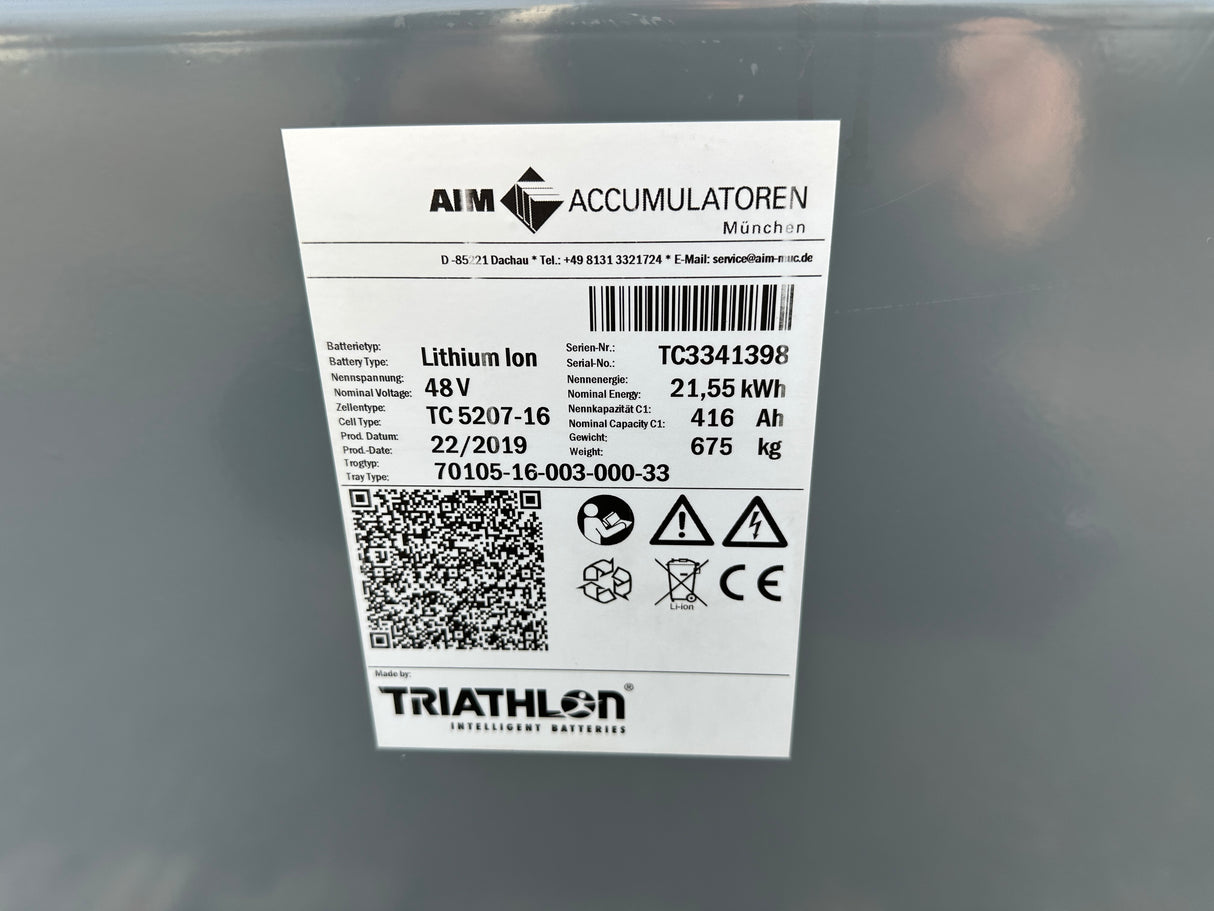 AIM ACCUMULATOREN
München
D -85221 Dachau * Tel.: +49 8131 3321724 * E-Mail: service@aim-muc.de
Batterietyp:
Battery Type: Lithium Ion
Serien-Nr.:
Serial-No.: TC3341398
Nennspannung:
Nominal Voltage: 48 V
Nennenergie:
Nominal Energy: 21,55 kWh
Zellentype:
Cell Type: TC 5207-16
Nennkapazität C1:
Nominal Capacity C1: 416 Ah
Prod. Datum:
Prod.-Date: 22/2019
Gewicht:
Weight: 675 kg
Trogtyp:
Tray Type: 70105-16-003-000-33
Li-ion
CE
Made by:
TRIATHLON®
INTELLIGENT BATTERIES